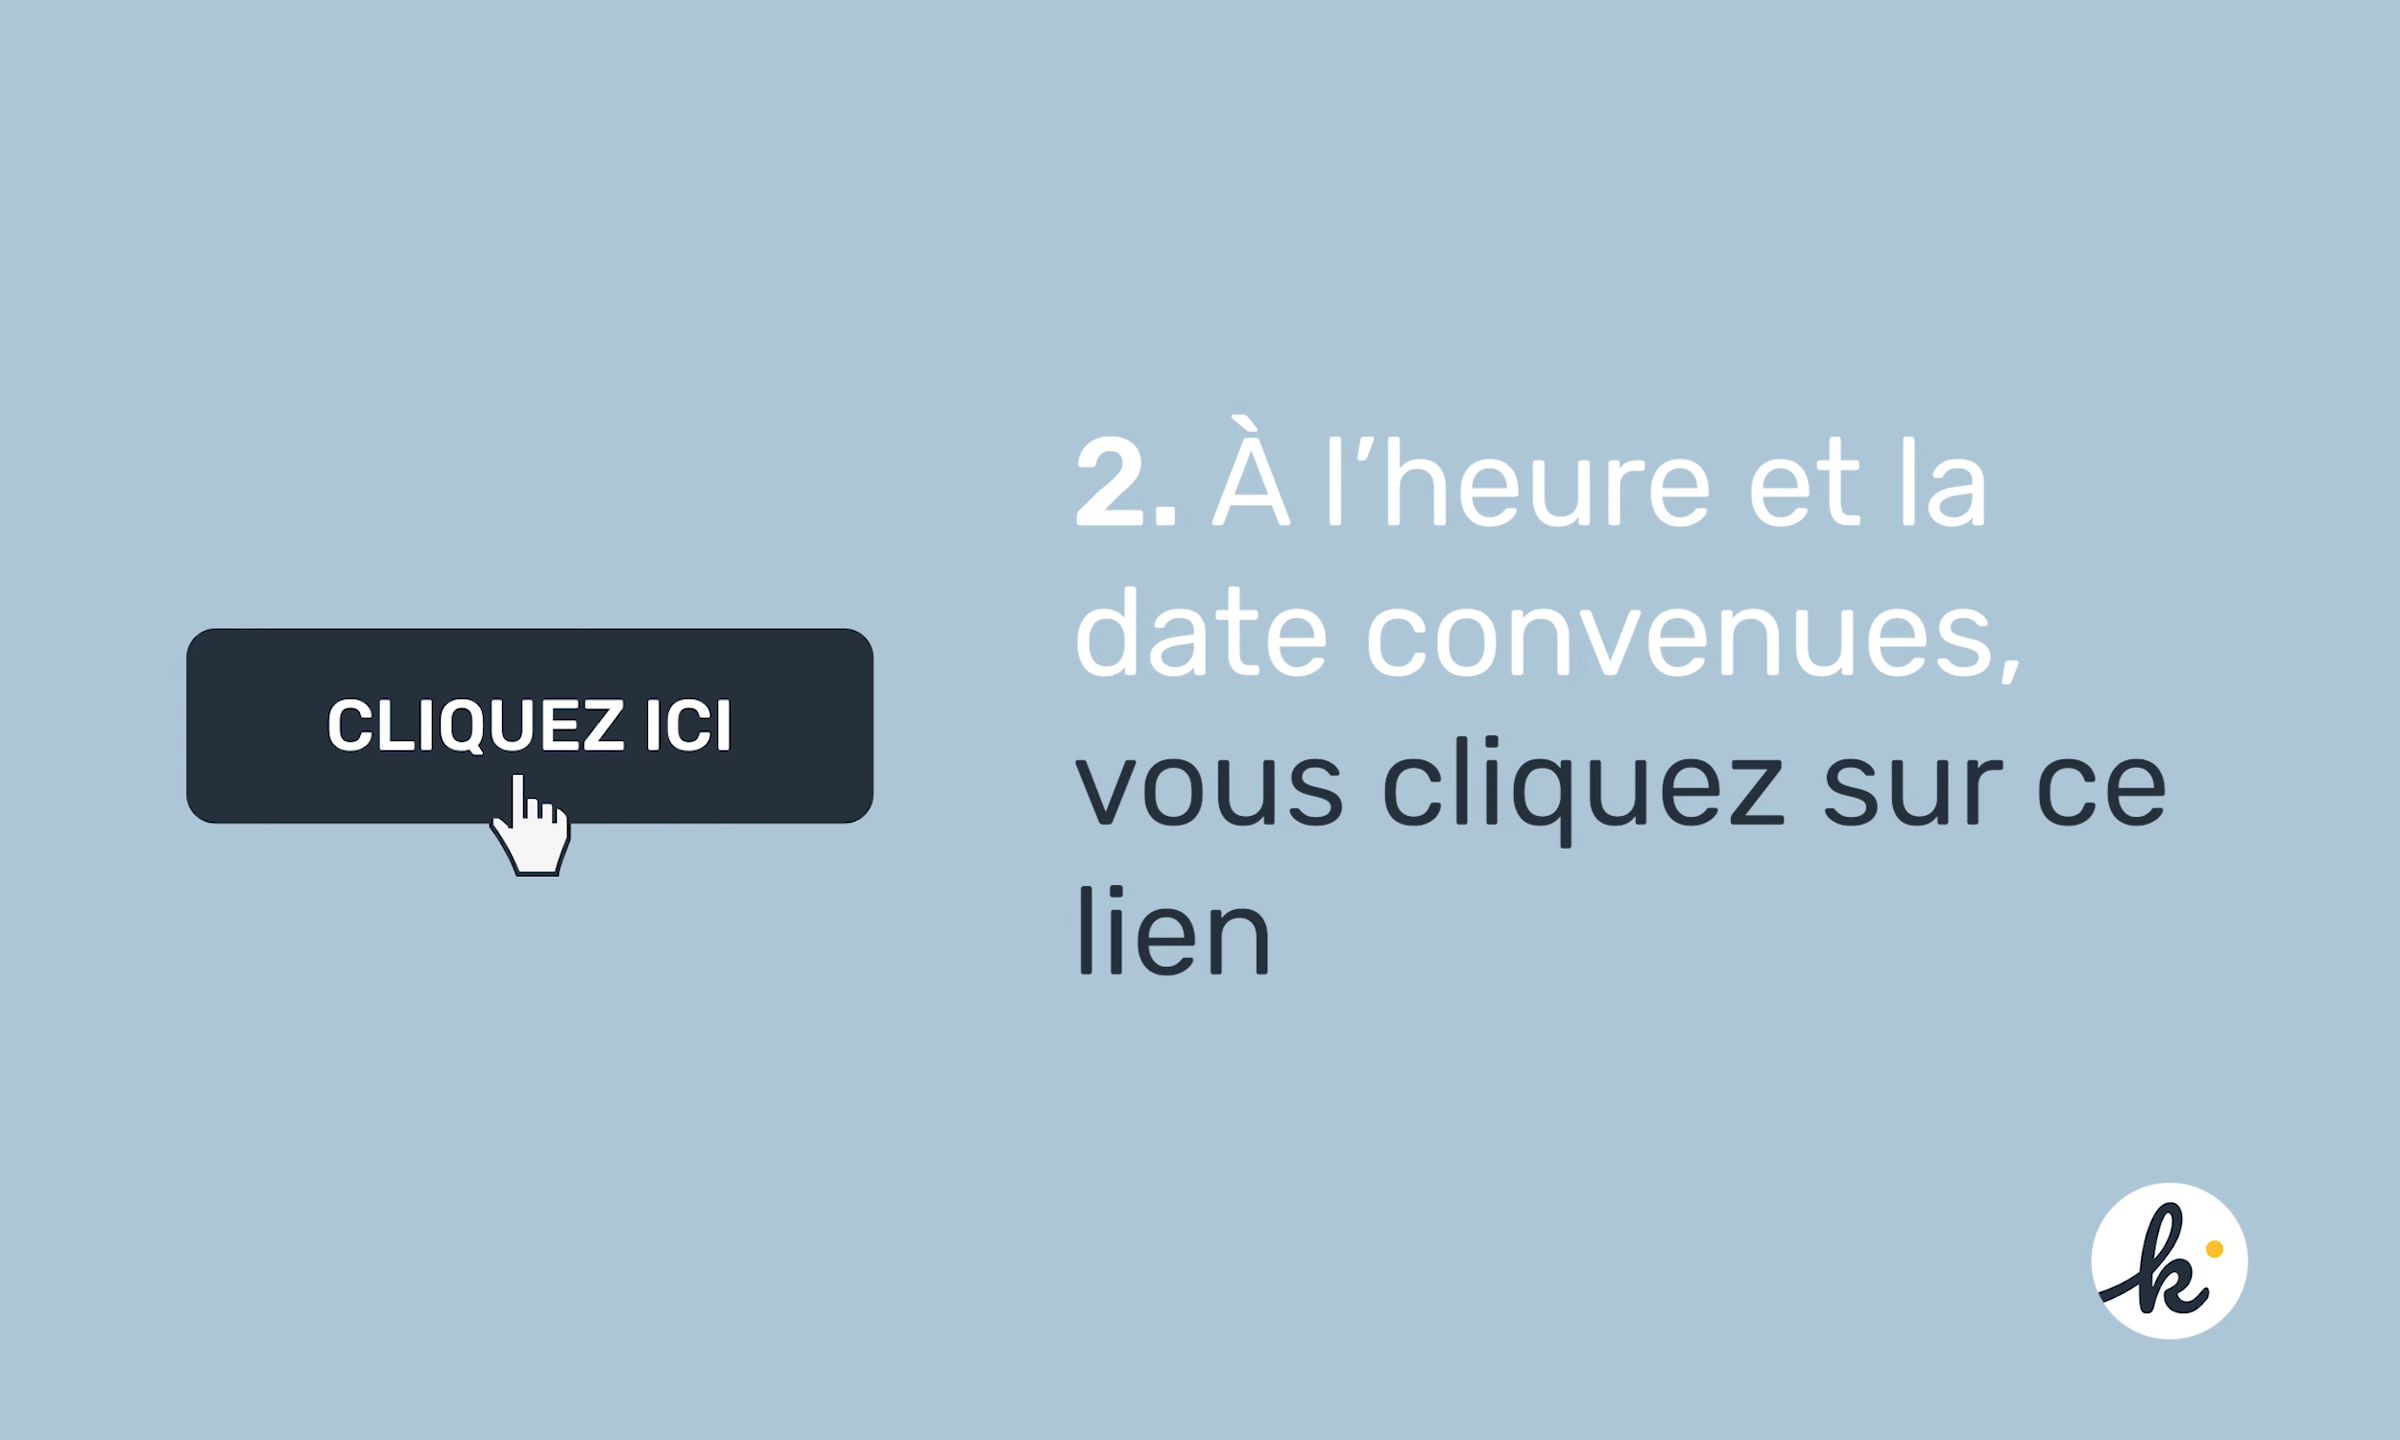 CLIQUEZ ICI
2. À l'heure et la
date convenues,
vous cliquez sur ce
lien
k